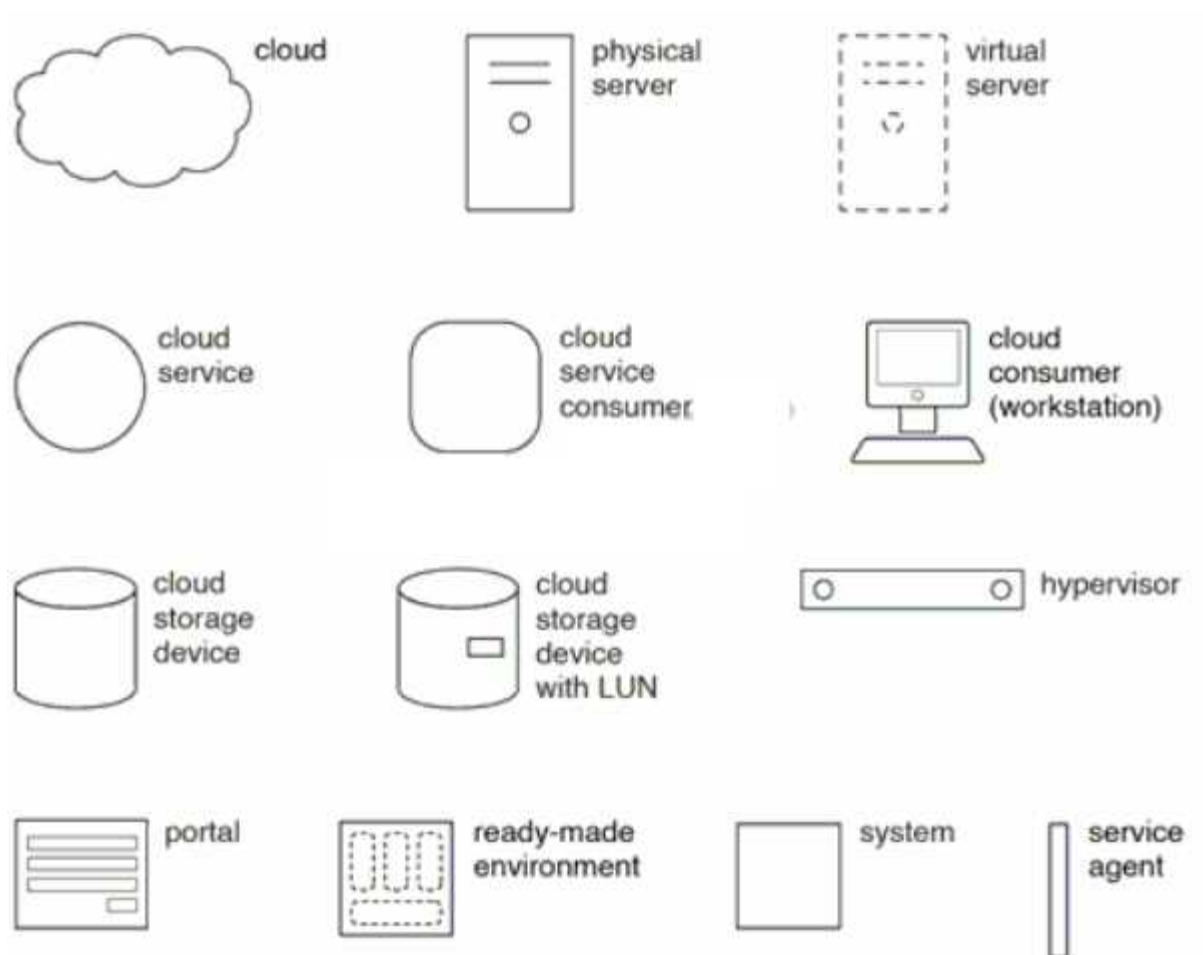 cloud
physical
server
virtual
server
cloud
service
cloud
service
consumer
cloud
consumer
(workstation)
cloud
storage
device
cloud
storage
device
with LUN
hypervisor
portal
ready-made
environment
system
service
agent